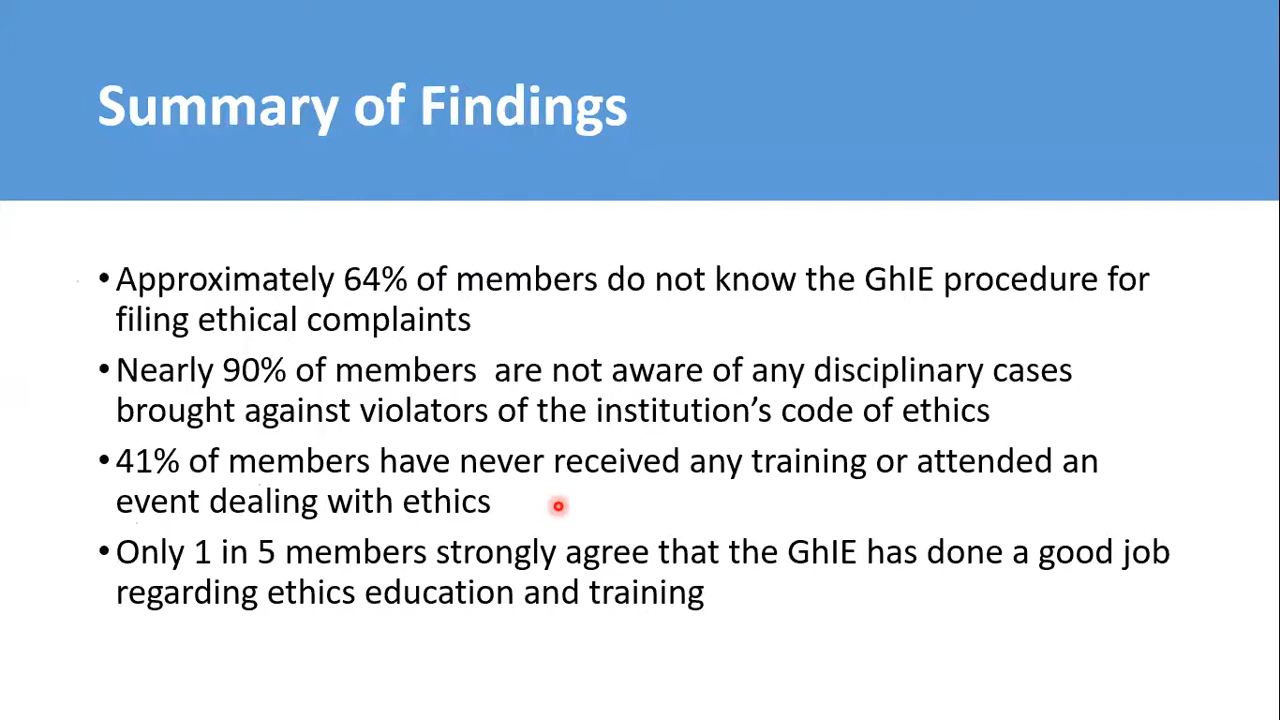 Summary of Findings
•Approximately 64% of members do not know the GhIE procedure for
filing ethical complaints
•Nearly 90% of members  are not aware of any disciplinary cases
brought against violators of the institution’s code of ethics
•41% of members have never received any training or attended an
event dealing with ethics
•Only 1 in 5 members strongly agree that the GhIE has done a good job
regarding ethics education and training